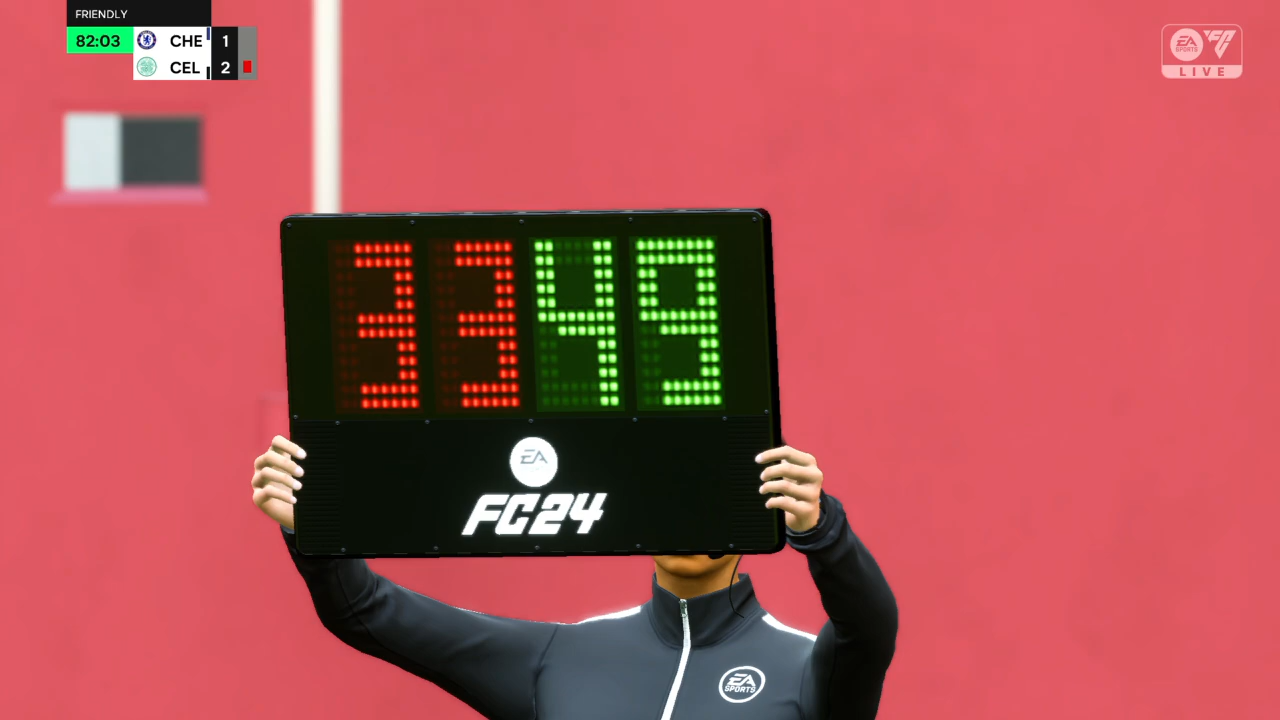 FRIENDLY
82:03 CHE 1
CEL 2
EA SPORTS FC
LIVE
33 49
EA
FC24
EA SPORTS